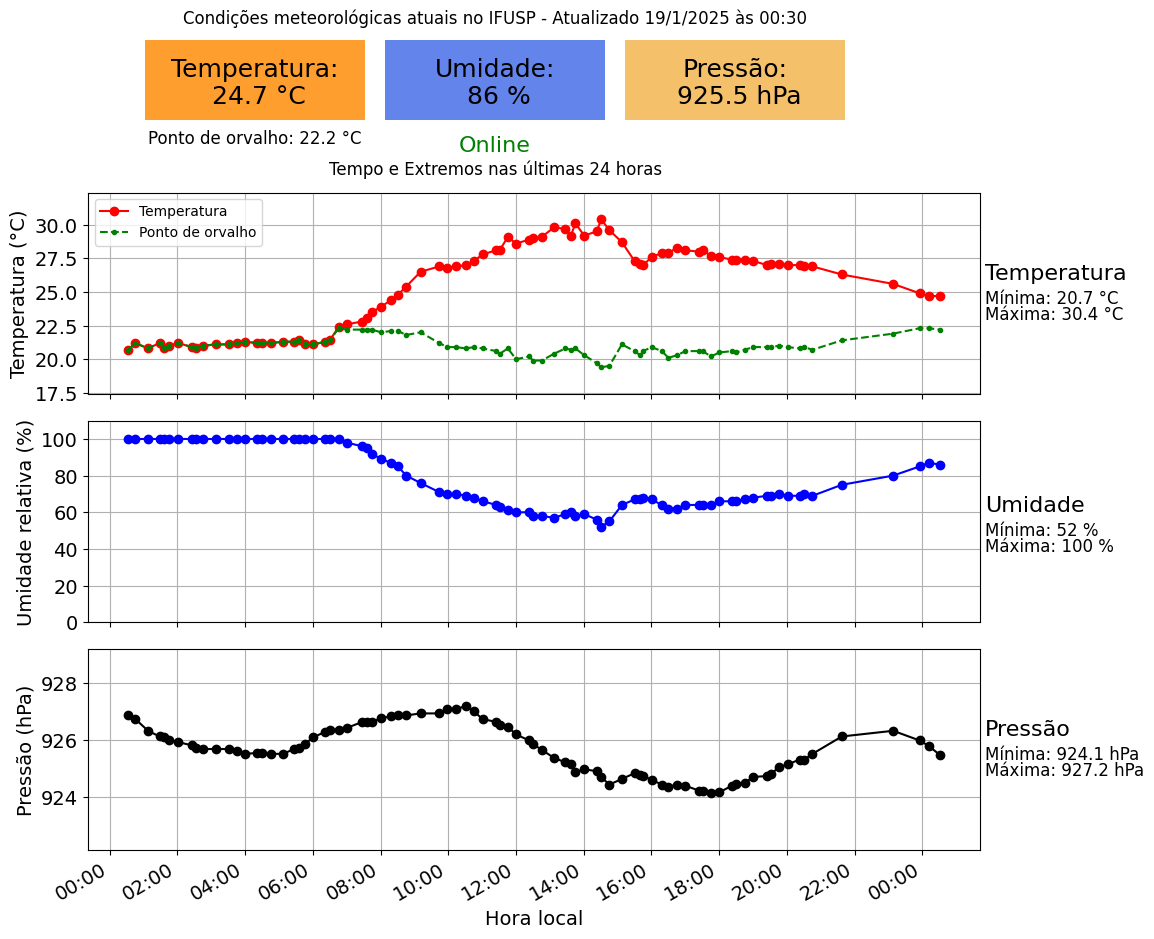 Condições meteorológicas atuais no IFUSP - Atualizado 19/1/2025 às 00:30
Temperatura:
24.7 °C
Umidade:
86 %
Pressão:
925.5 hPa
Ponto de orvalho: 22.2 °C
Online
Tempo e Extremos nas últimas 24 horas
Temperatura (°C)
30.0
27.5
25.0
22.5
20.0
17.5
Temperatura
Ponto de orvalho
Temperatura
Mínima: 20.7 °C
Máxima: 30.4 °C
Umidade relativa (%)
100
80
60
40
20
0
Umidade
Mínima: 52 %
Máxima: 100 %
Pressão (hPa)
928
926
924
Pressão
Mínima: 924.1 hPa
Máxima: 927.2 hPa
00:00
02:00
04:00
06:00
08:00
10:00
12:00
14:00
16:00
18:00
20:00
22:00
00:00
Hora local